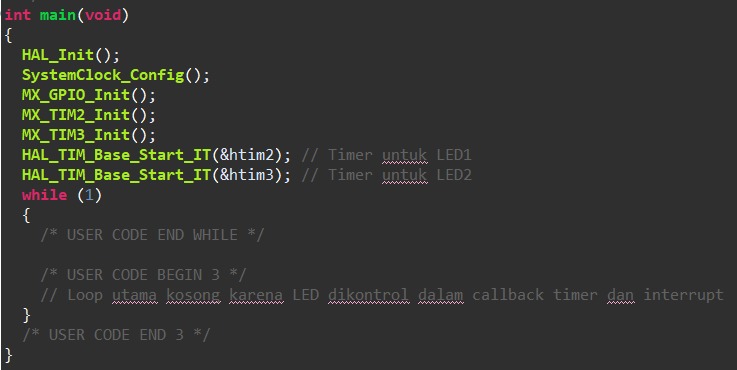 int main(void)
{
  HAL_Init();
  SystemClock_Config();
  MX_GPIO_Init();
  MX_TIM2_Init();
  MX_TIM3_Init();
  HAL_TIM_Base_Start_IT(&htim2); // Timer untuk LED1
  HAL_TIM_Base_Start_IT(&htim3); // Timer untuk LED2
  while (1)
  {
    /* USER CODE END WHILE */

    /* USER CODE BEGIN 3 */
    // Loop utama kosong karena LED dikontrol dalam callback timer dan interrupt
  }
  /* USER CODE END 3 */
}